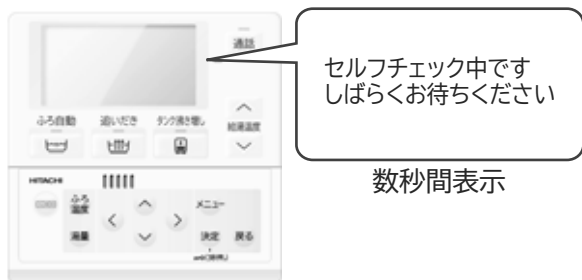 通話
セルフチェック中です
しばらくお待ちください
ふろ自動
追いだき
タンク沸き増し
給湯温度
数秒間表示
HITACHI
ふろ
温度
メニュー
湯量
決定
戻る